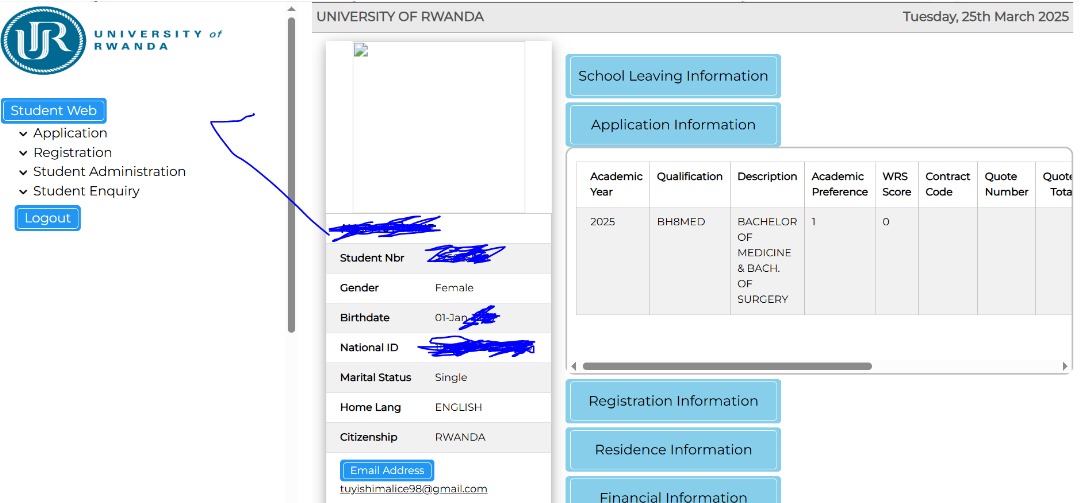 UNIVERSITY of
RWANDA
UNIVERSITY OF RWANDA
Tuesday, 25th March 2025
Student Web
Application
Registration
Student Administration
Student Enquiry
Logout
Student Nbr
Gender Female
Birthdate 01-Jan-
National ID
Marital Status Single
Home Lang ENGLISH
Citizenship RWANDA
Email Address
tuyishimalice98@gmail.com
School Leaving Information
Application Information
Academic Year Qualification Description Academic Preference WRS Score Contract Code Quote Number Quote Tota
2025 BH8MED BACHELOR OF MEDICINE & BACH. OF SURGERY 1 0
Registration Information
Residence Information
Financial Information